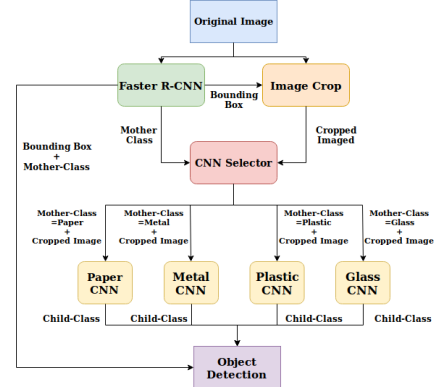 Original Image
Faster R-CNN
Image Crop
Bounding
Box
Mother
Class
Cropped
Imaged
Bounding Box
+
Mother-Class
CNN Selector
Mother-Class
=Paper
+
Cropped Image
Mother-Class
=Metal
+
Cropped Image
Mother-Class
=Plastic
+
Cropped Image
Mother-Class
=Glass
+
Cropped Image
Paper
CNN
Metal
CNN
Plastic
CNN
Glass
CNN
Child-Class
Child-Class
Child-Class
Child-Class
Object
Detection